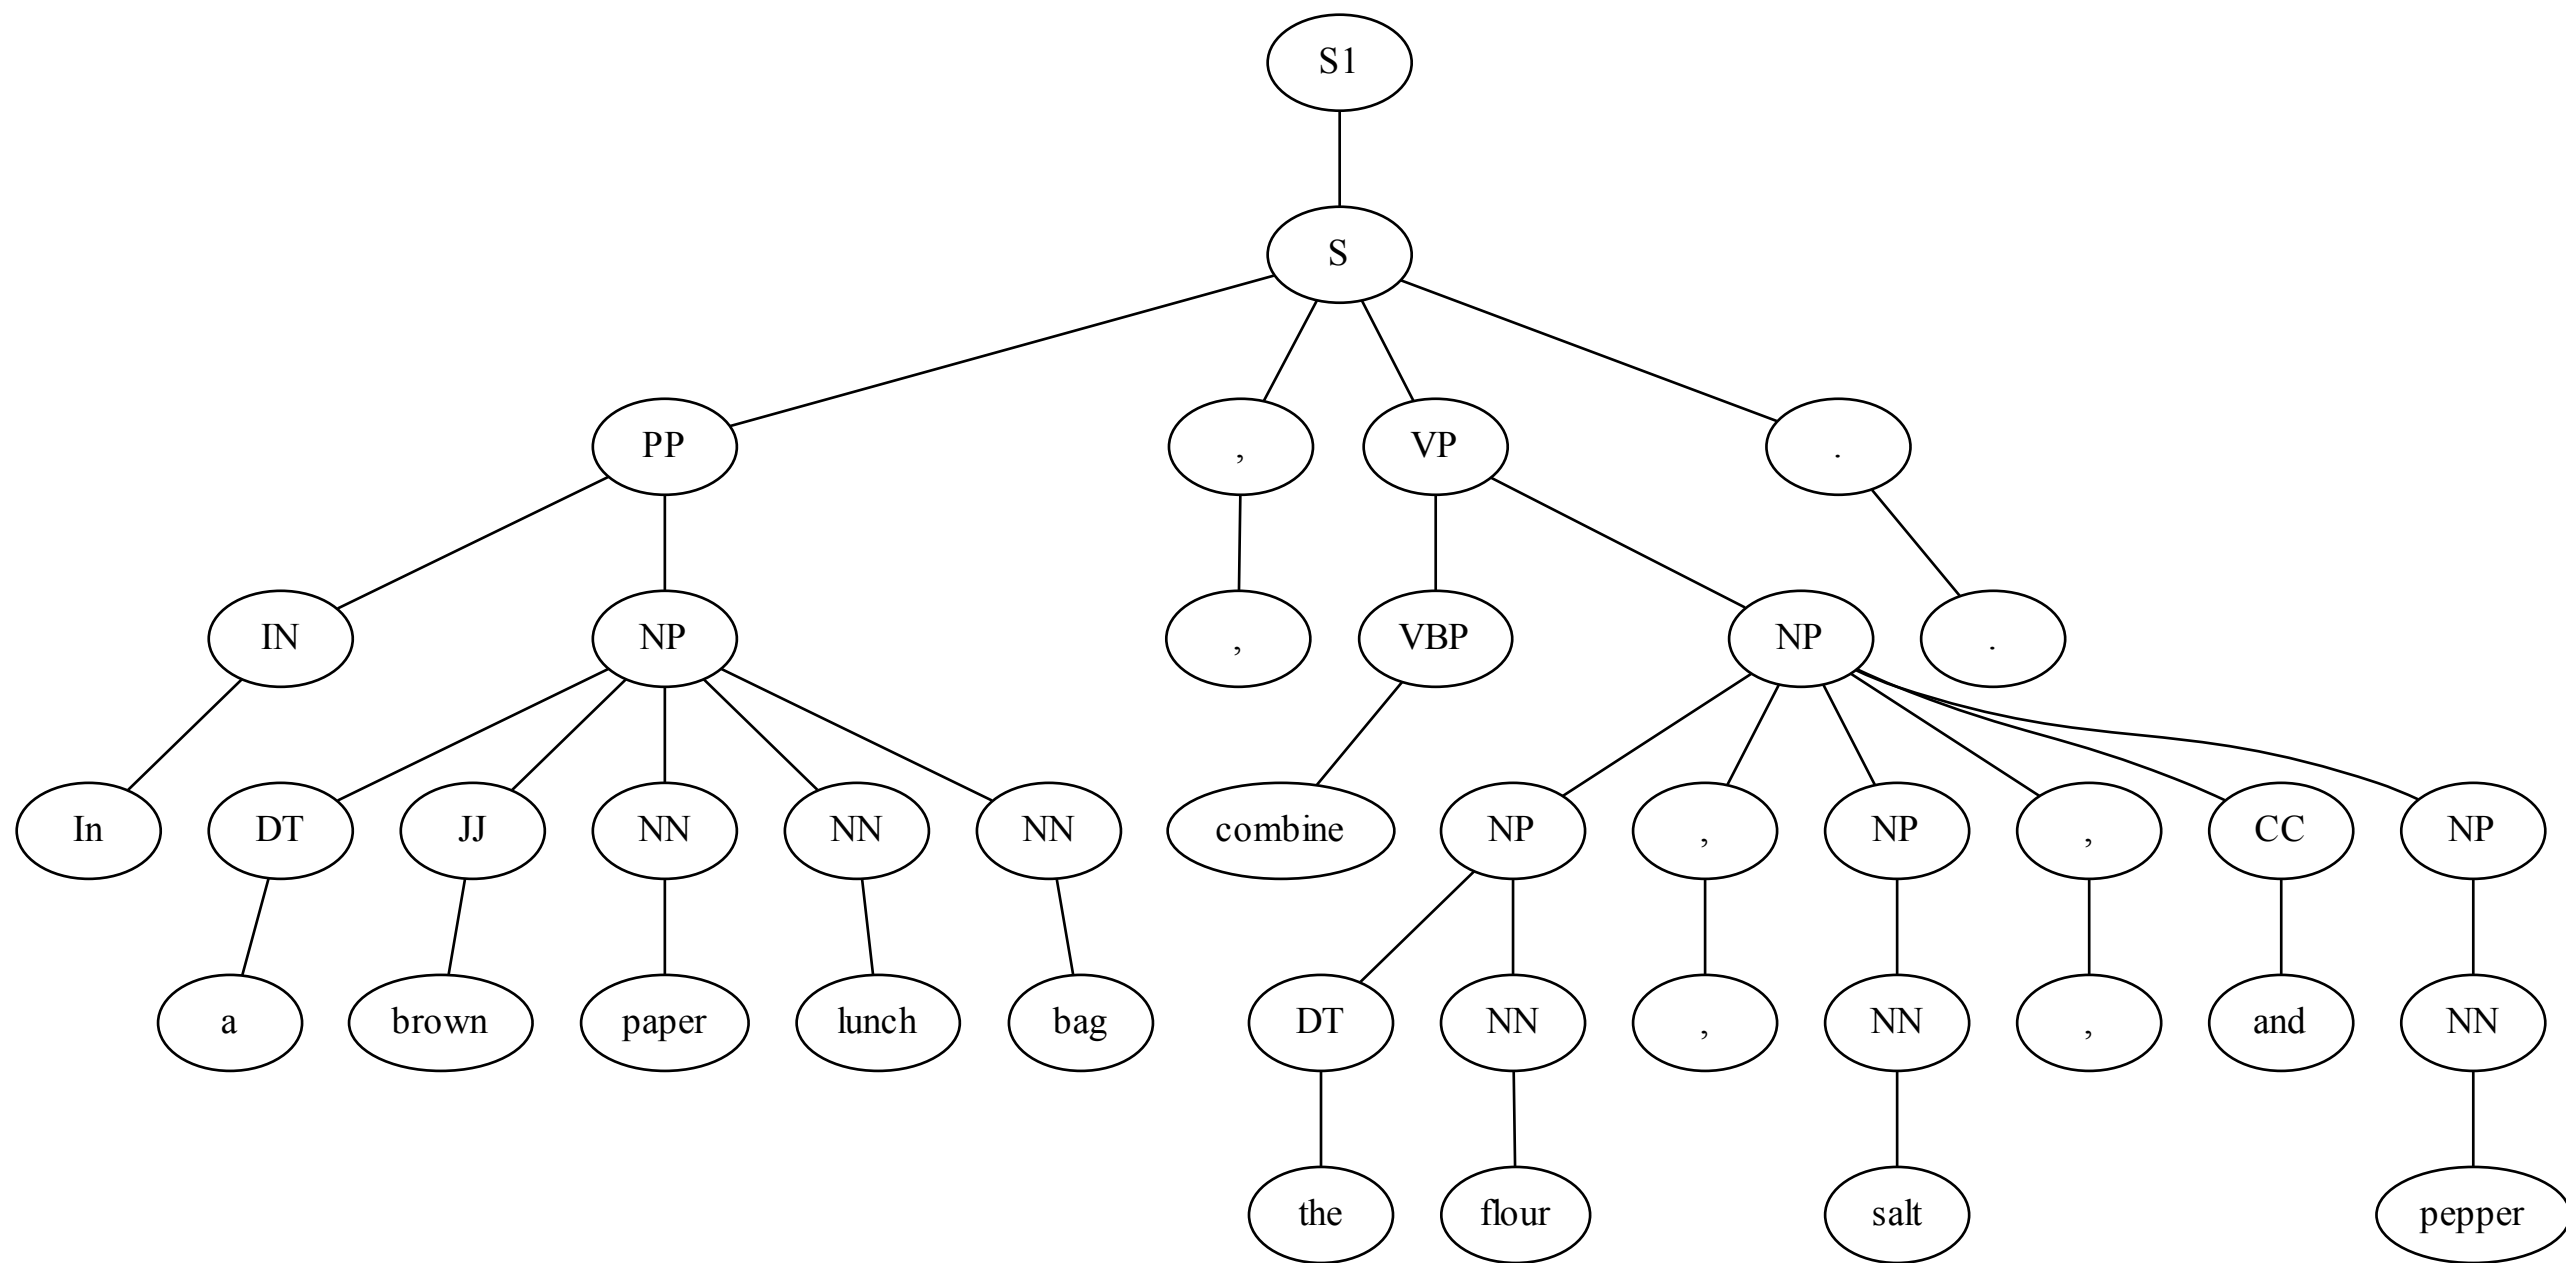 S1
S
PP , VP .
IN NP , VBP NP .
In DT JJ NN NN NN combine NP , NP , CC NP
a brown paper lunch bag DT NN , NN , and NN
the flour salt pepper